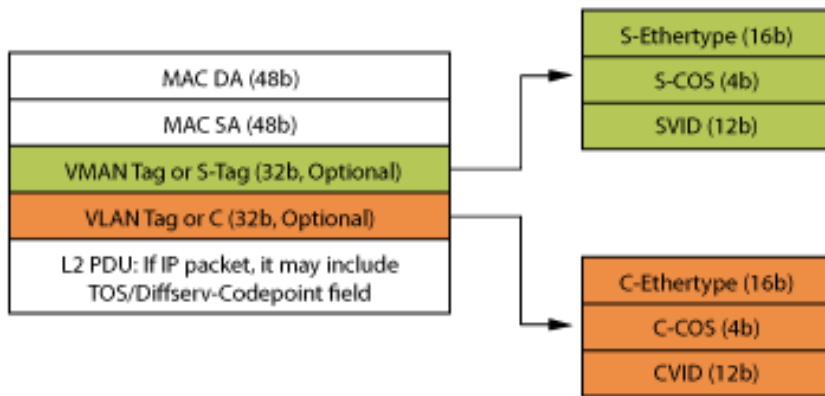 MAC DA (48b)
MAC SA (48b)
VMAN Tag or S-Tag (32b, Optional)
VLAN Tag or C (32b, Optional)
L2 PDU: If IP packet, it may include
TOS/Diffserv-Codepoint field
S-Ethertype (16b)
S-COS (4b)
SVID (12b)
C-Ethertype (16b)
C-COS (4b)
CVID (12b)